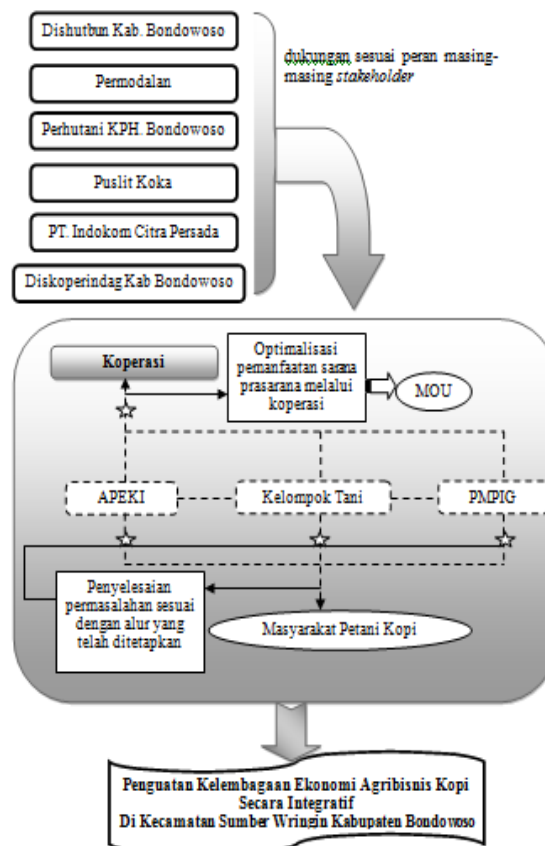 Dishutbun Kab. Bondowoso
dukungan sesuai peran masing-
masing stakeholder
Permodalan
Perhutani KPH. Bondowoso
Puslit Koka
PT. Indokom Citra Persada
Diskoperindag Kab Bondowoso
Koperasi
Optimalisasi
pemanfaatan sarana
prasarana melalui
koperasi
MOU
APEKI
Kelompok Tani
PMPIG
Penyelesaian
permasalahan sesuai
dengan alur yang
telah ditetapkan
Masyarakat Petani Kopi
Penguatan Kelembagaan Ekonomi Agribisnis Kopi
Secara Integratif
Di Kecamatan Sumber Wringin Kabupaten Bondowoso